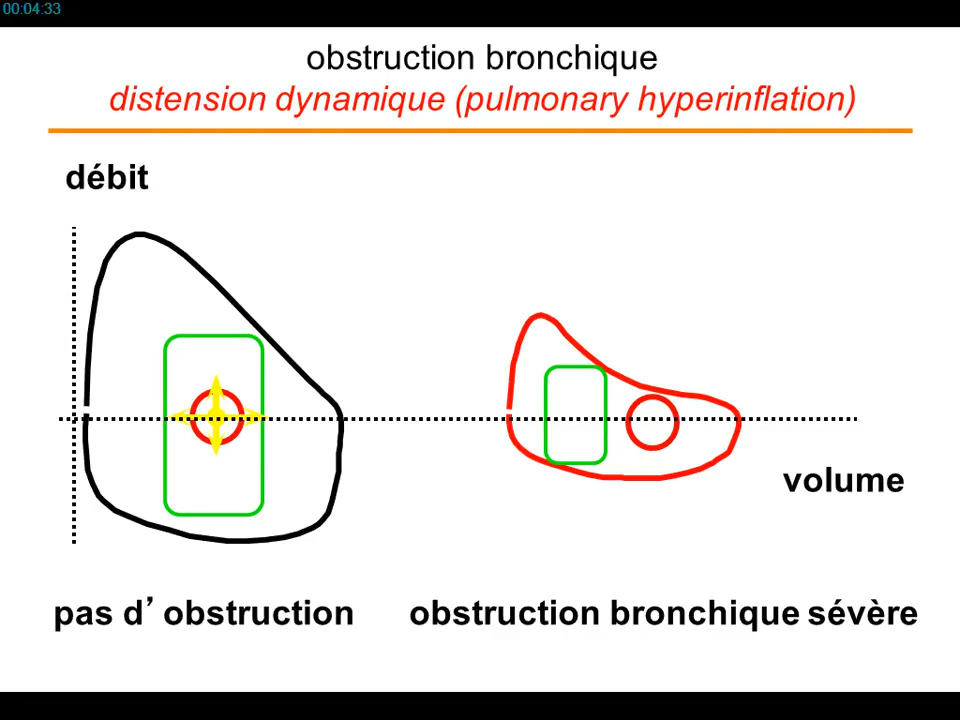 00:04:33
obstruction bronchique
distension dynamique (pulmonary hyperinflation)
débit
volume
pas d’ obstruction
obstruction bronchique sévère